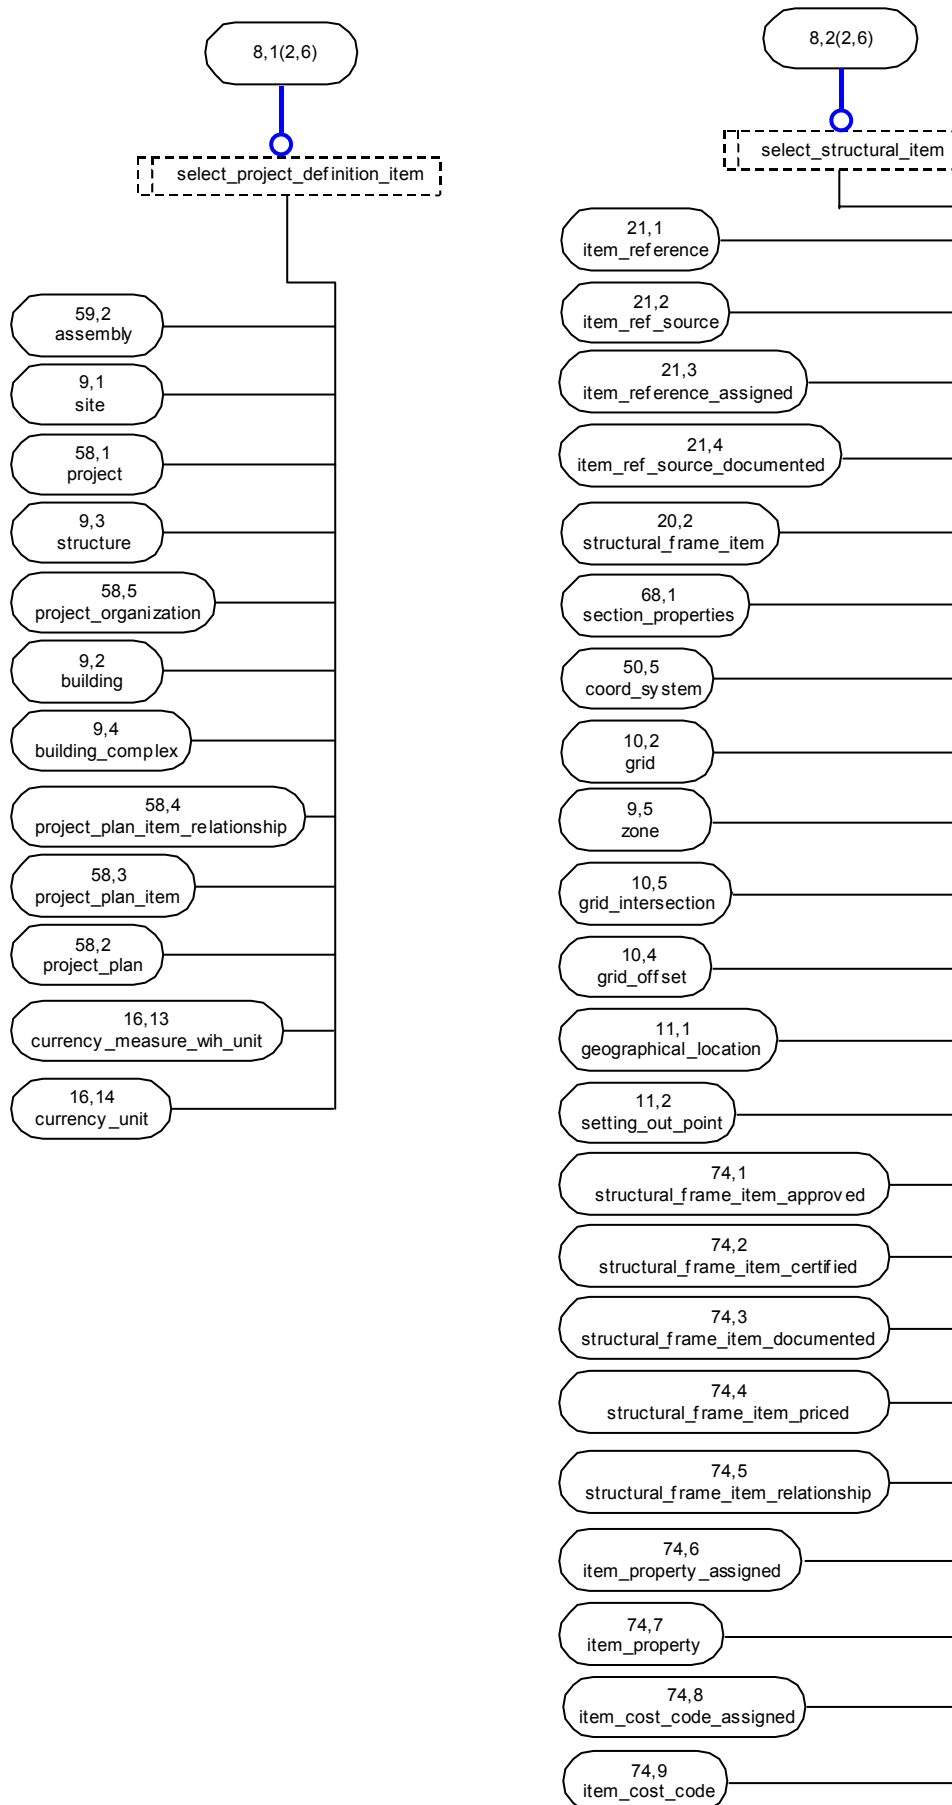 8,1(2,6)
select_project_definition_item
59,2
assembly
9,1
site
58,1
project
9,3
structure
58,5
project_organization
9,2
building
9,4
building_complex
58,4
project_plan_item_relationship
58,3
project_plan_item
58,2
project_plan
16,13
currency_measure_wih_unit
16,14
currency_unit
8,2(2,6)
select_structural_item
21,1
item_reference
21,2
item_ref_source
21,3
item_reference_assigned
21,4
item_ref_source_documented
20,2
structural_frame_item
68,1
section_properties
50,5
coord_system
10,2
grid
9,5
zone
10,5
grid_intersection
10,4
grid_offset
11,1
geographical_location
11,2
setting_out_point
74,1
structural_frame_item_approved
74,2
structural_frame_item_certified
74,3
structural_frame_item_documented
74,4
structural_frame_item_priced
74,5
structural_frame_item_relationship
74,6
item_property_assigned
74,7
item_property
74,8
item_cost_code_assigned
74,9
item_cost_code